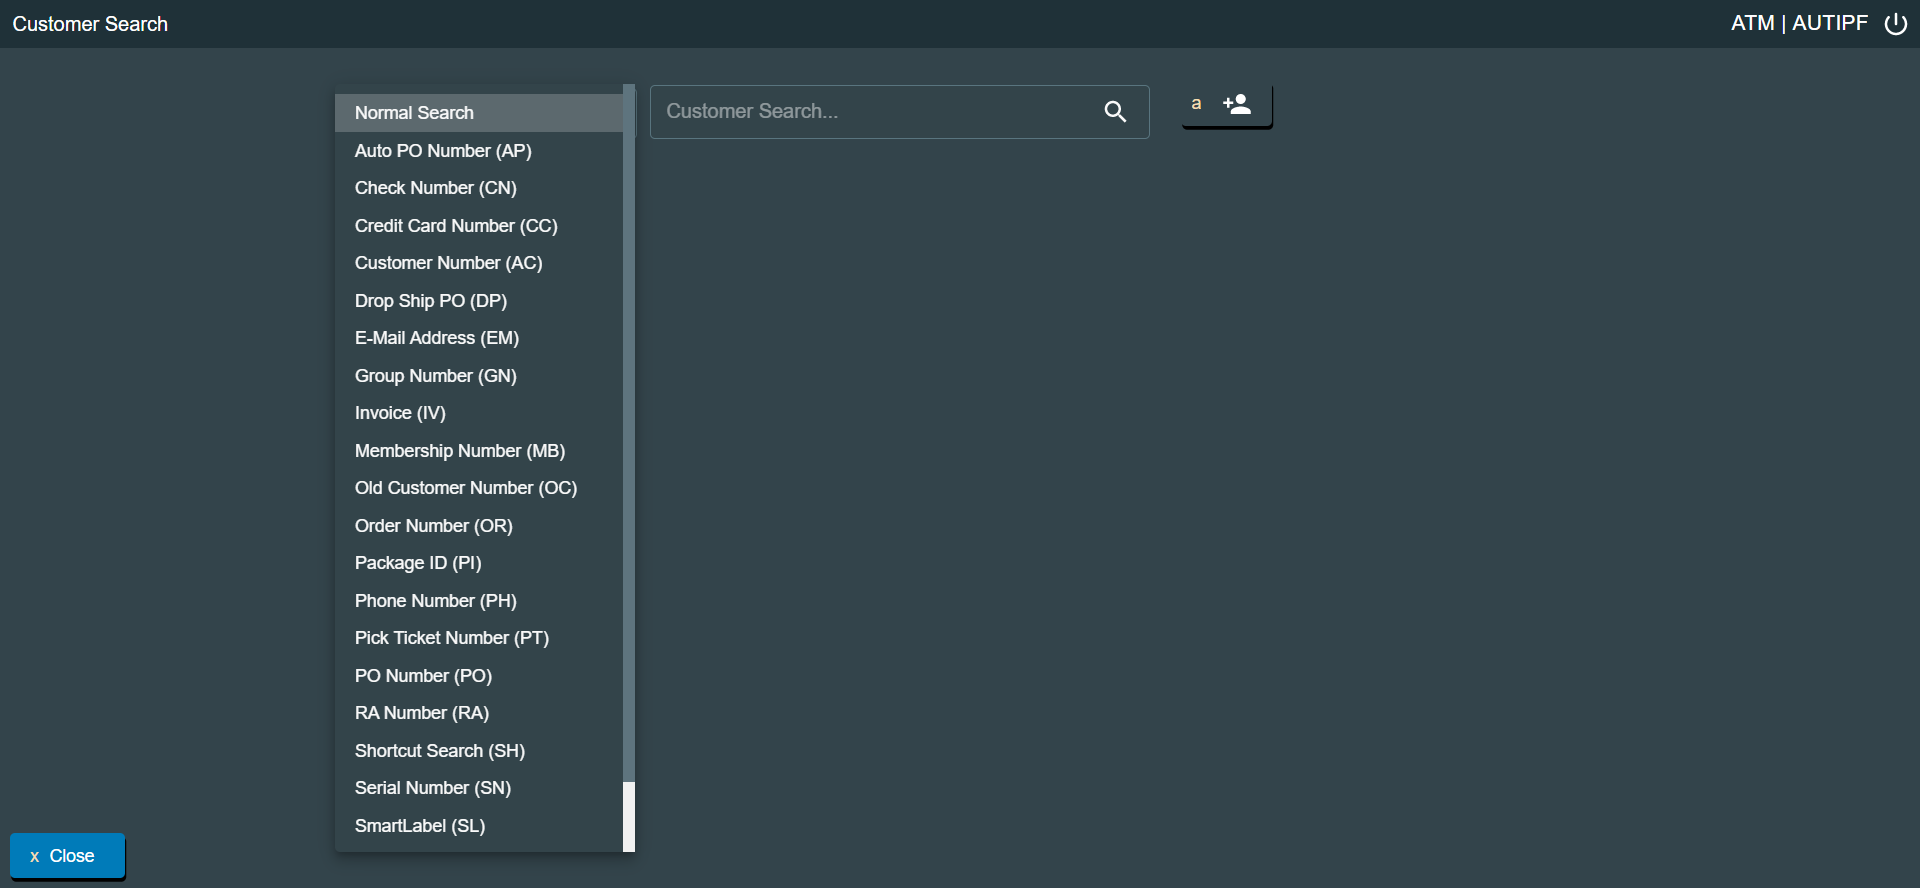 Customer Search
ATM | AUTIPF
Normal Search
Customer Search...
a
Auto PO Number (AP)
Check Number (CN)
Credit Card Number (CC)
Customer Number (AC)
Drop Ship PO (DP)
E-Mail Address (EM)
Group Number (GN)
Invoice (IV)
Membership Number (MB)
Old Customer Number (OC)
Order Number (OR)
Package ID (PI)
Phone Number (PH)
Pick Ticket Number (PT)
PO Number (PO)
RA Number (RA)
Shortcut Search (SH)
Serial Number (SN)
SmartLabel (SL)
x Close